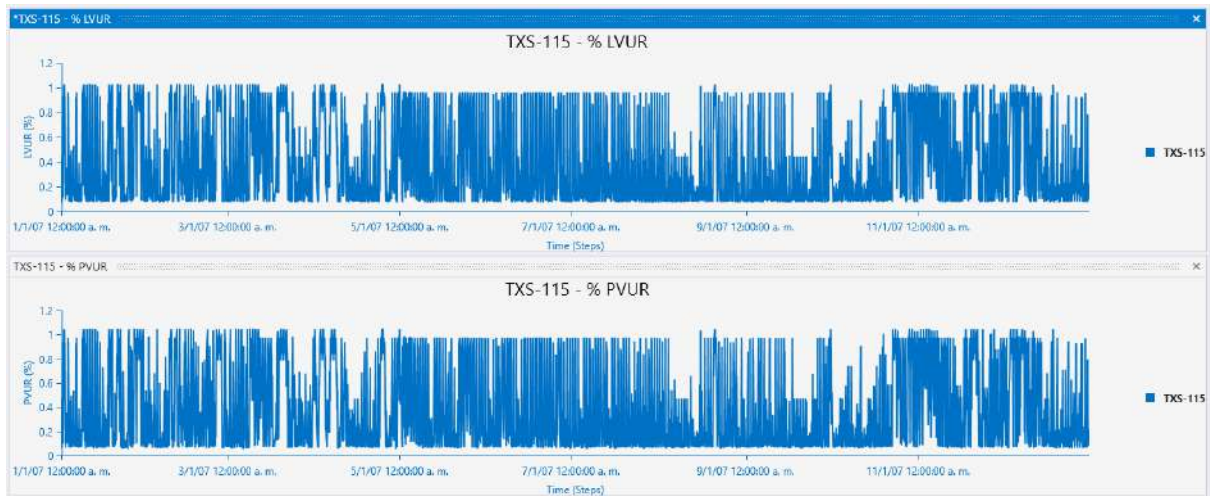 *TXS-115 - % LVUR
TXS-115 - % LVUR
1.2
1
0.8
0.6
0.4
0.2
0
LVUR (%)
1/1/07 12:00:00 a. m. 3/1/07 12:00:00 a. m. 5/1/07 12:00:00 a. m. 7/1/07 12:00:00 a. m. 9/1/07 12:00:00 a. m. 11/1/07 12:00:00 a. m.
Time (Steps)
TXS-115
TXS-115 - % PVUR
TXS-115 - % PVUR
1.2
1
0.8
0.6
0.4
0.2
0
PVUR (%)
1/1/07 12:00:00 a. m. 3/1/07 12:00:00 a. m. 5/1/07 12:00:00 a. m. 7/1/07 12:00:00 a. m. 9/1/07 12:00:00 a. m. 11/1/07 12:00:00 a. m.
Time (Steps)
TXS-115